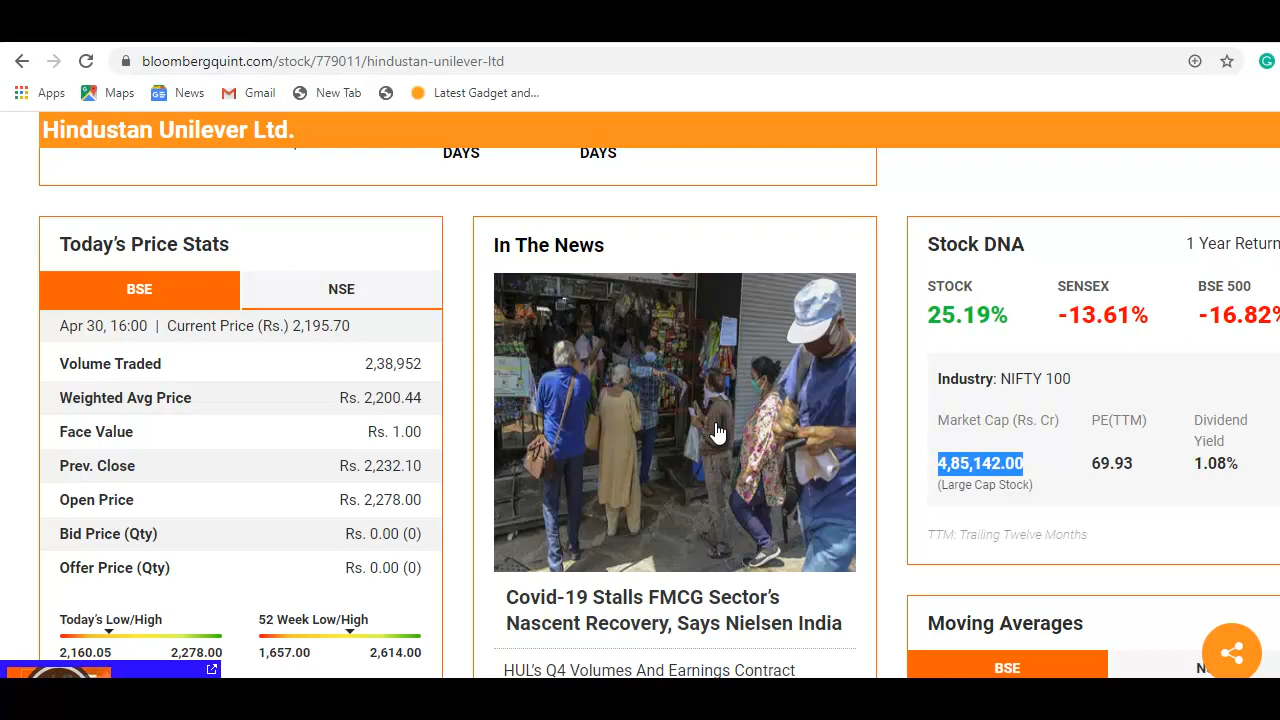 bloombergquint.com/stock/779011/hindustan-unilever-ltd
Apps Maps News Gmail New Tab Latest Gadget and...
Hindustan Unilever Ltd.
DAYS DAYS
Today's Price Stats
BSE NSE
Apr 30, 16:00 | Current Price (Rs.) 2,195.70
Volume Traded 2,38,952
Weighted Avg Price Rs. 2,200.44
Face Value Rs. 1.00
Prev. Close Rs. 2,232.10
Open Price Rs. 2,278.00
Bid Price (Qty) Rs. 0.00 (0)
Offer Price (Qty) Rs. 0.00 (0)
Today's Low/High 52 Week Low/High
2,160.05 2,278.00 1,657.00 2,614.00
In The News
Covid-19 Stalls FMCG Sector's
Nascent Recovery, Says Nielsen India
HUL's Q4 Volumes And Earnings Contract
Stock DNA 1 Year Return
STOCK SENSEX BSE 500
25.19% -13.61% -16.82%
Industry: NIFTY 100
Market Cap (Rs. Cr) PE(TTM) Dividend
Yield
4,85,142.00 69.93 1.08%
(Large Cap Stock)
TTM: Trailing Twelve Months
Moving Averages
BSE